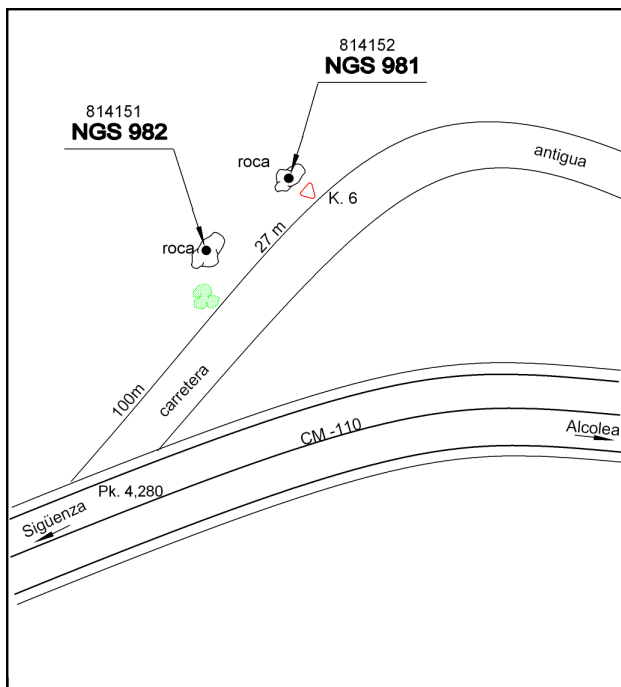 814152
NGS 981
814151
NGS 982
roca
antigua
K. 6
27 m
roca
100m
carretera
CM -110
Alcolea
Pk. 4,280
Sigüenza